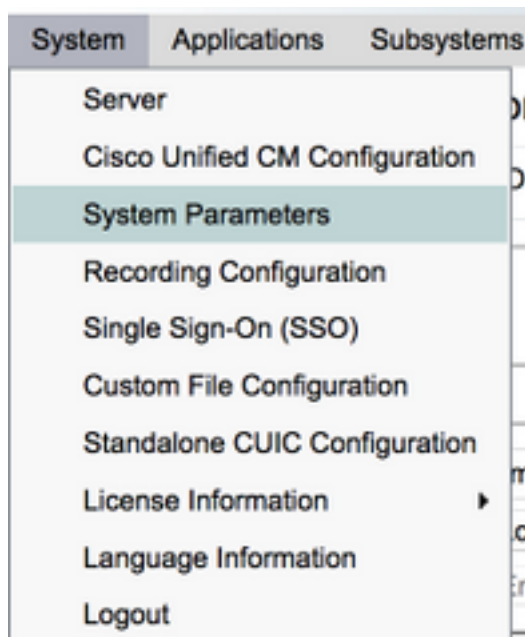 System Applications Subsystems
Server
Cisco Unified CM Configuration
System Parameters
Recording Configuration
Single Sign-On (SSO)
Custom File Configuration
Standalone CUIC Configuration
License Information
Language Information
Logout